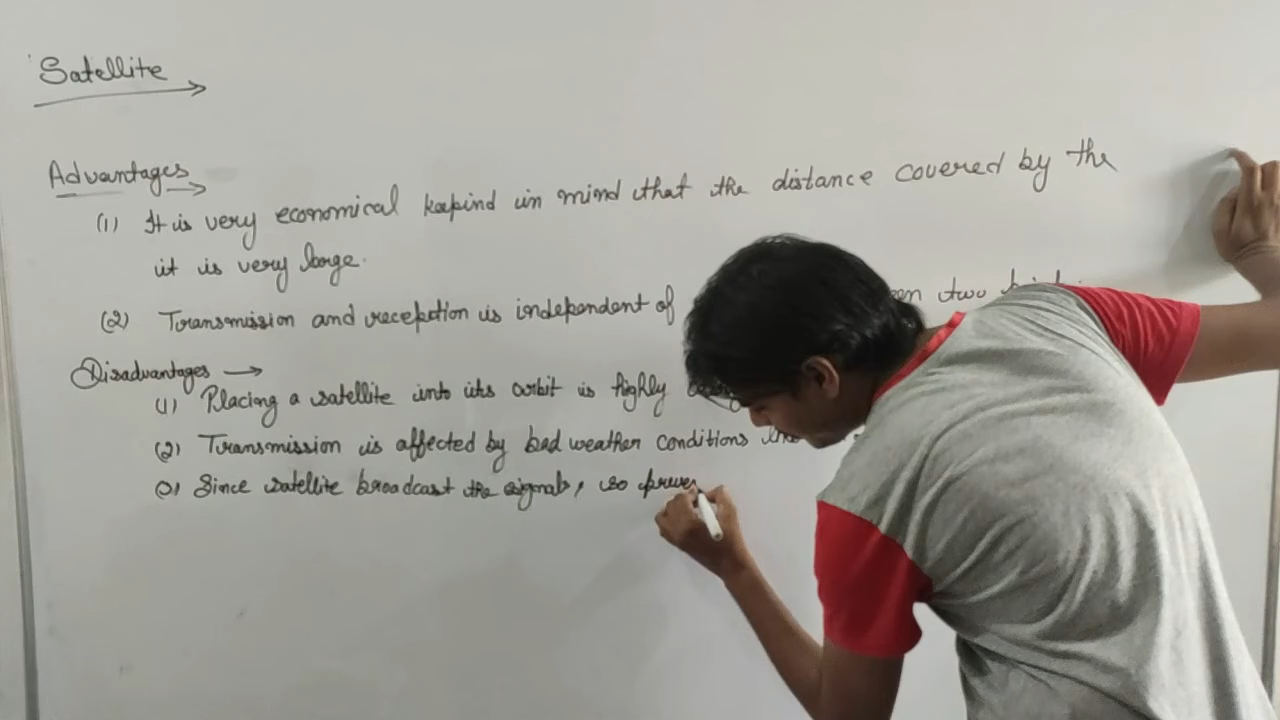 Satellite
Advantages
(1) It is very economical keepind in mind that the distance covered by the
it is very large.
(2) Transmission and reception is independent of two
Disadvantages →
(1) Placing a satellite into its orbit is highly
(2) Transmission is affected by bad weather conditions
Since satellite broadcast the signals, so